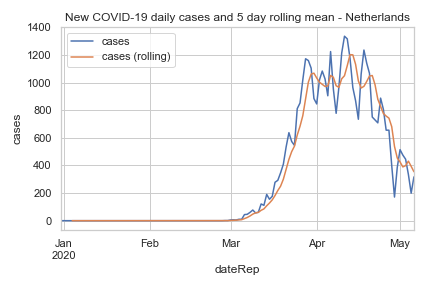 New COVID-19 daily cases and 5 day rolling mean - Netherlands
1400
1200
1000
800
600
400
200
0
cases
cases
cases (rolling)
Jan
2020
Feb
Mar
Apr
May
dateRep